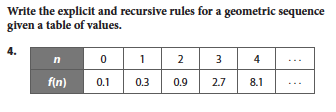 Write the explicit and recursive rules for a geometric sequence
given a table of values.
4.
n 0 1 2 3 4 ...
f(n) 0.1 0.3 0.9 2.7 8.1 ...